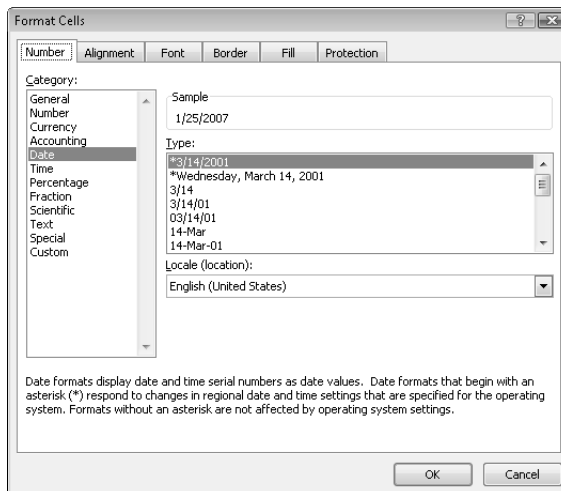 Format Cells
Number Alignment Font Border Fill Protection
Category:
General
Number
Currency
Accounting
Date
Time
Percentage
Fraction
Scientific
Text
Special
Custom
Sample
1/25/2007
Type:
*3/14/2001
*Wednesday, March 14, 2001
3/14
3/14/01
03/14/01
14-Mar
14-Mar-01
Locale (location):
English (United States)
Date formats display date and time serial numbers as date values. Date formats that begin with an
asterisk (*) respond to changes in regional date and time settings that are specified for the operating
system. Formats without an asterisk are not affected by operating system settings.
OK Cancel